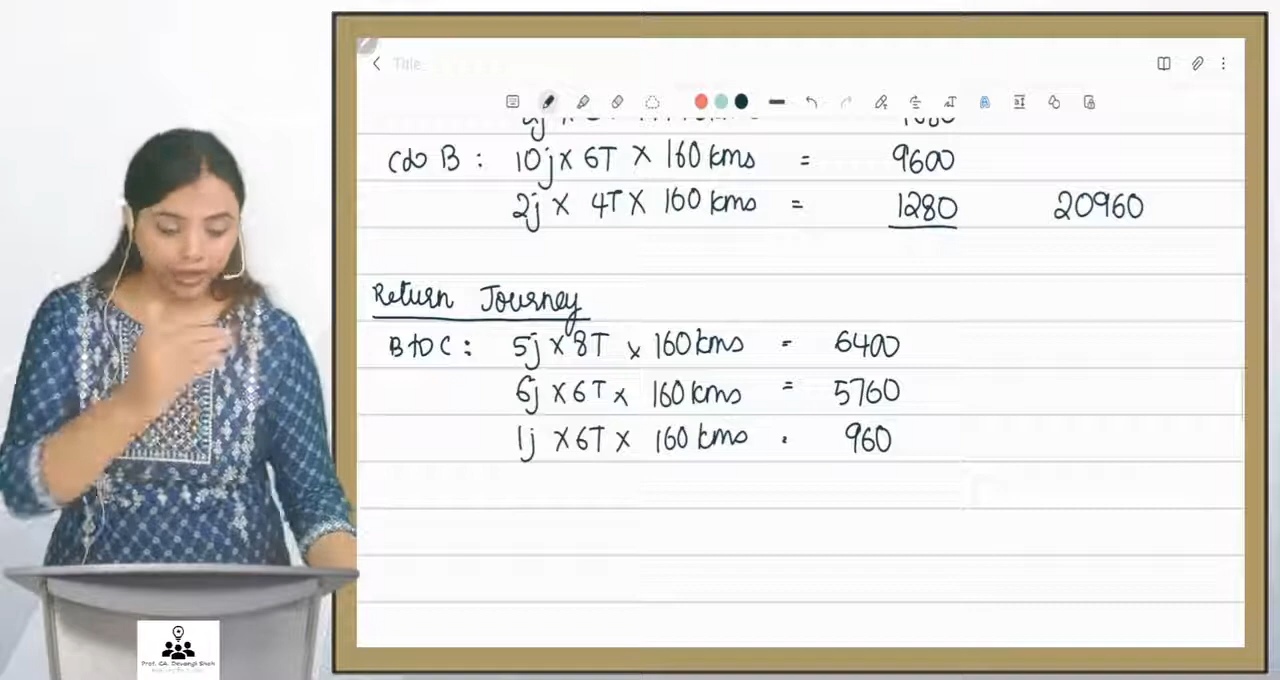 Title
C to B : 10j X 6T X 160 kms = 9600
2j X 4T X 160 kms = 1280 20960
Return Journey
B to C : 5j X 8T X 160 kms = 6400
6j X 6T X 160 kms = 5760
1j X 6T X 160 kms = 960
Prof. CA. Devangi Shah